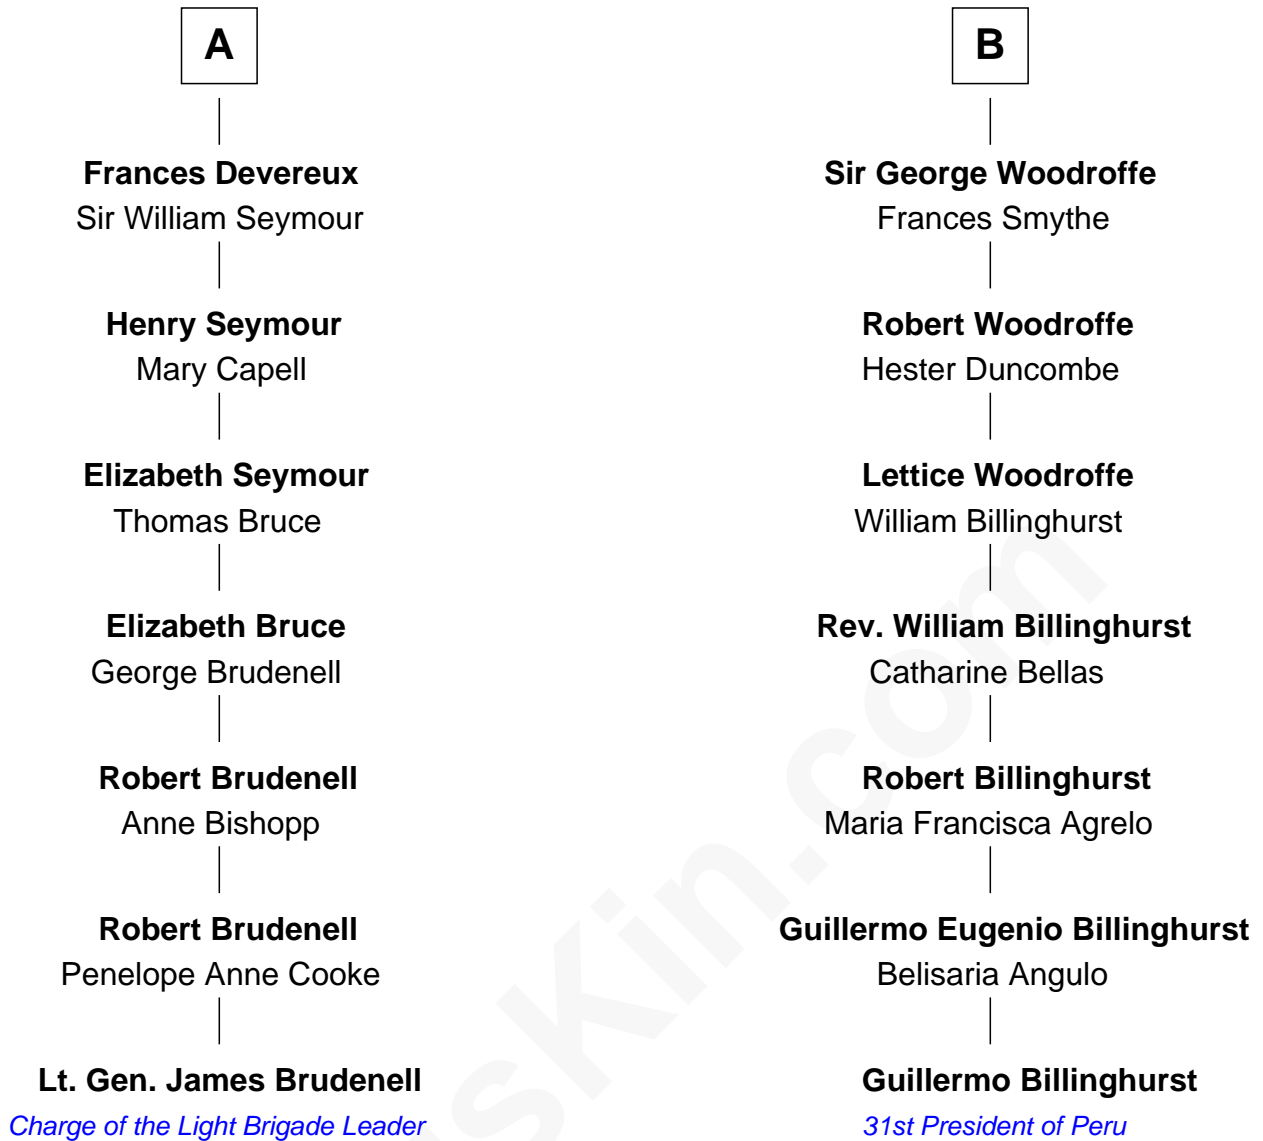 A
Frances Devereux
Sir William Seymour
Henry Seymour
Mary Capell
Elizabeth Seymour
Thomas Bruce
Elizabeth Bruce
George Brudenell
Robert Brudenell
Anne Bishopp
Robert Brudenell
Penelope Anne Cooke
Lt. Gen. James Brudenell
Charge of the Light Brigade Leader
B
Sir George Woodroffe
Frances Smythe
Robert Woodroffe
Hester Duncombe
Lettice Woodroffe
William Billinghurst
Rev. William Billinghurst
Catharine Bellas
Robert Billinghurst
Maria Francisca Agrelo
Guillermo Eugenio Billinghurst
Belisaria Angulo
Guillermo Billinghurst
31st President of Peru